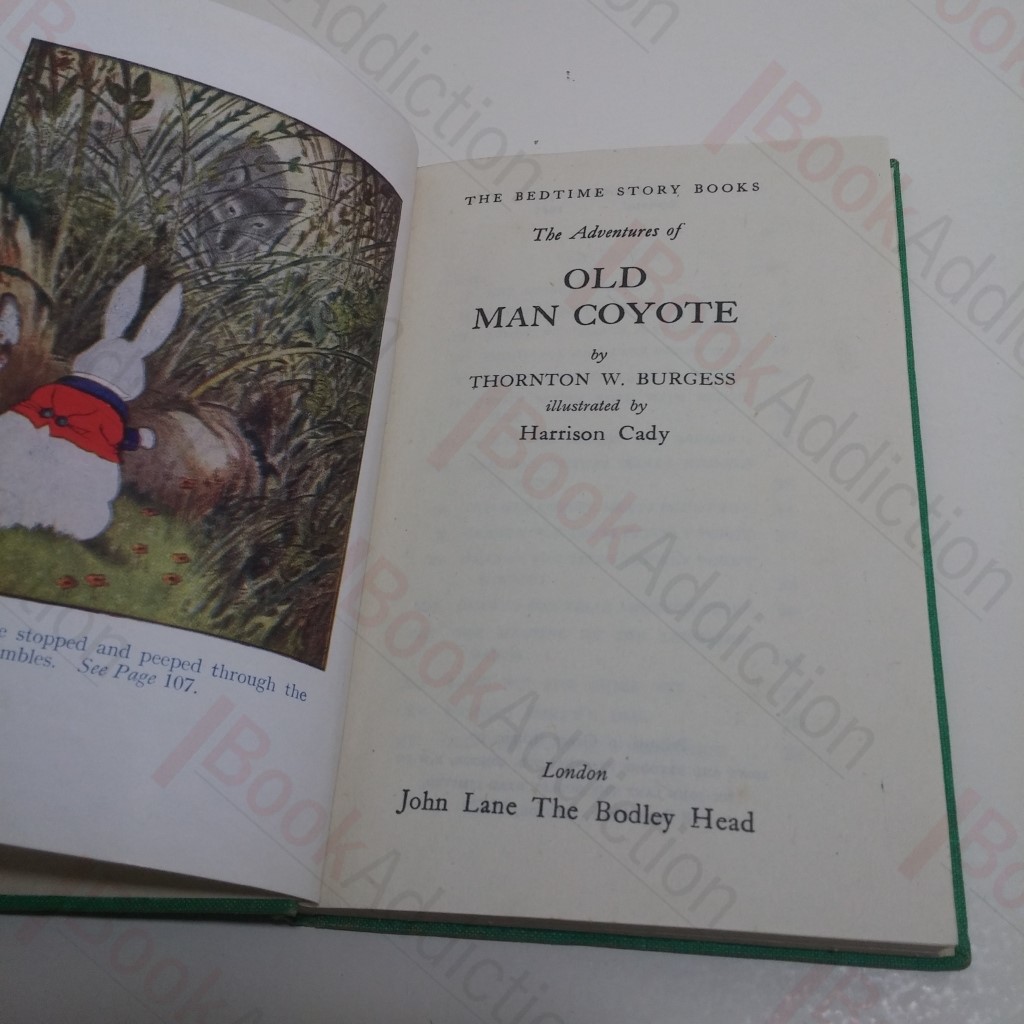 e stopped and peeped through the
mbles. See Page 107.
THE BEDTIME STORY BOOKS
The Adventures of
OLD
MAN COYOTE
by
THORNTON W. BURGESS
illustrated by
Harrison Cady
London
John Lane The Bodley Head
BookAddiction